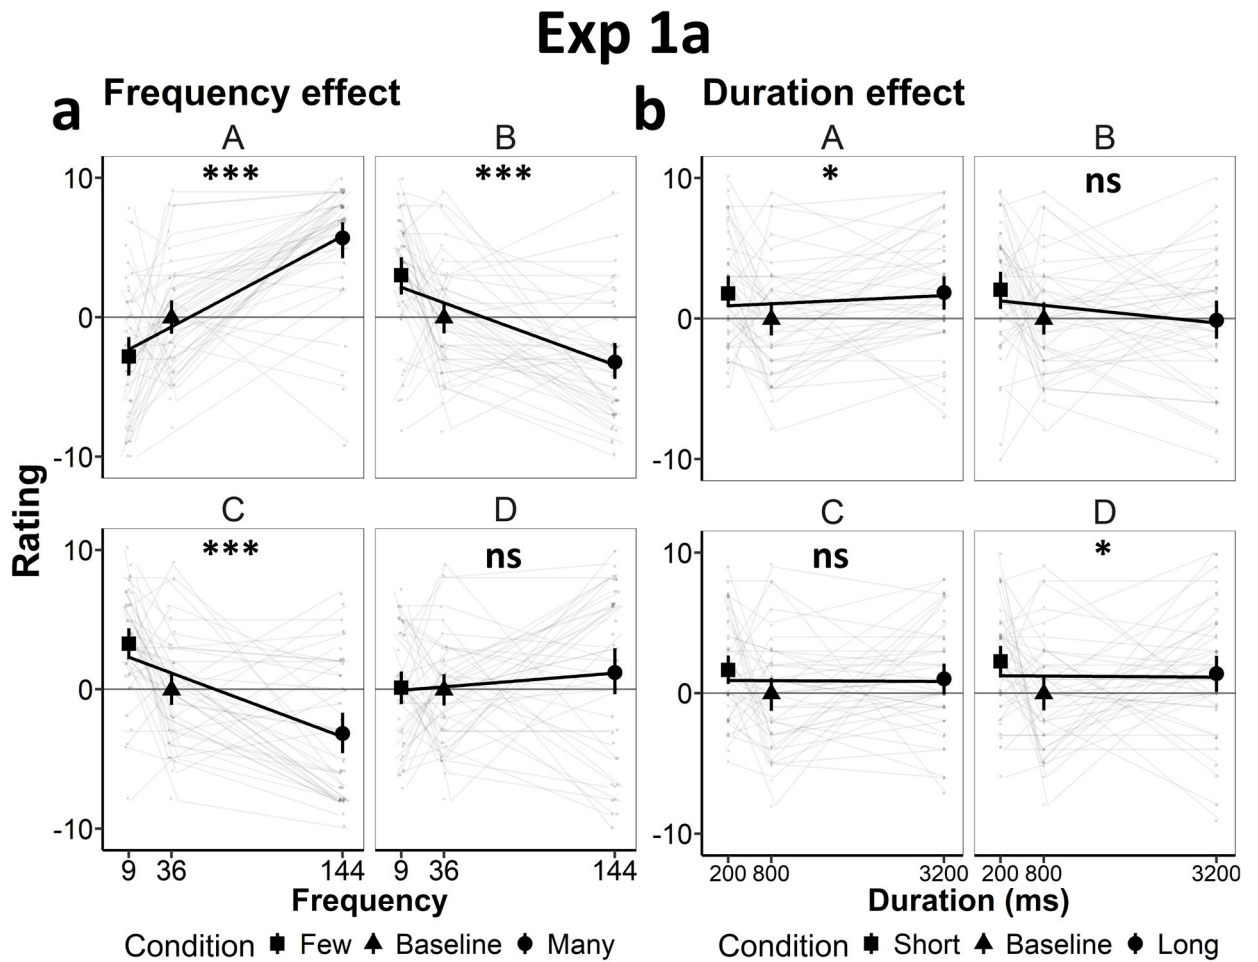 Exp 1a
a Frequency effect
A B
*** ***
10
0
-10
C D
*** ns
10
0
-10
Rating
9 36 144 9 36 144
Frequency
Condition Few Baseline Many
b Duration effect
A B
* ns
10
0
-10
C D
ns *
10
0
-10
200 800 3200 200 800 3200
Duration (ms)
Condition Short Baseline Long